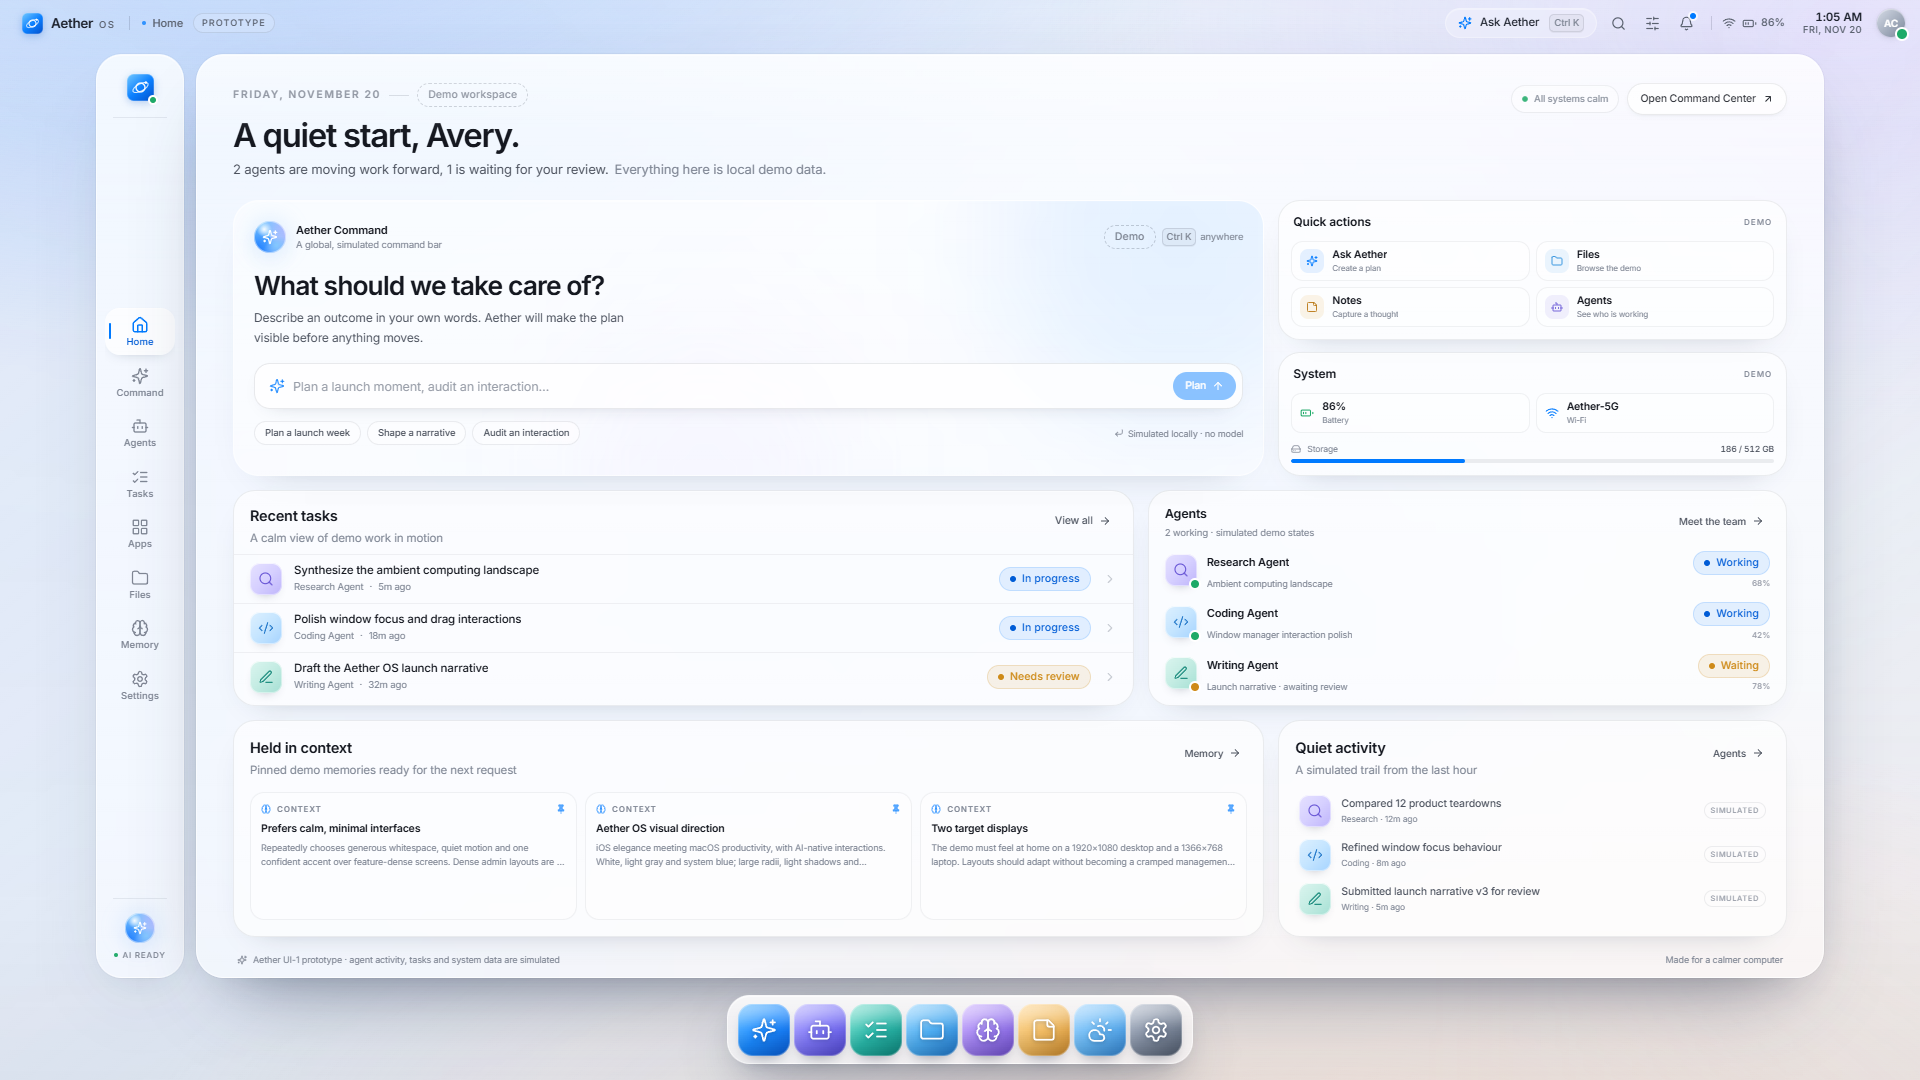 Aether OS
Home
PROTOTYPE
Ask Aether
Ctrl K
86%
1:05 AM
FRI, NOV 20
AC
Home
Command
Agents
Tasks
Apps
Files
Memory
Settings
AI READY
FRIDAY, NOVEMBER 20
Demo workspace
A quiet start, Avery.
2 agents are moving work forward, 1 is waiting for your review. Everything here is local demo data.
All systems calm
Open Command Center
Aether Command
A global, simulated command bar
Demo
Ctrl K
anywhere
What should we take care of?
Describe an outcome in your own words. Aether will make the plan
visible before anything moves.
Plan a launch moment, audit an interaction...
Plan
Plan a launch week
Shape a narrative
Audit an interaction
Simulated locally · no model
Quick actions
DEMO
Ask Aether
Create a plan
Files
Browse the demo
Notes
Capture a thought
Agents
See who is working
System
DEMO
86%
Battery
Aether-5G
Wi-Fi
Storage
186 / 512 GB
Recent tasks
A calm view of demo work in motion
View all
Synthesize the ambient computing landscape
Research Agent · 5m ago
In progress
Polish window focus and drag interactions
Coding Agent · 18m ago
In progress
Draft the Aether OS launch narrative
Writing Agent · 32m ago
Needs review
Agents
2 working · simulated demo states
Meet the team
Research Agent
Ambient computing landscape
Working
68%
Coding Agent
Window manager interaction polish
Working
42%
Writing Agent
Launch narrative · awaiting review
Waiting
78%
Held in context
Pinned demo memories ready for the next request
Memory
CONTEXT
Prefers calm, minimal interfaces
Repeatedly chooses generous whitespace, quiet motion and one
confident accent over feature-dense screens. Dense admin layouts are ...
CONTEXT
Aether OS visual direction
iOS elegance meeting macOS productivity, with AI-native interactions.
White, light gray and system blue; large radii, light shadows and...
CONTEXT
Two target displays
The demo must feel at home on a 1920×1080 desktop and a 1366×768
laptop. Layouts should adapt without becoming a cramped managemen...
Quiet activity
A simulated trail from the last hour
Agents
Compared 12 product teardowns
Research · 12m ago
SIMULATED
Refined window focus behaviour
Coding · 8m ago
SIMULATED
Submitted launch narrative v3 for review
Writing · 5m ago
SIMULATED
Aether UI-1 prototype · agent activity, tasks and system data are simulated
Made for a calmer computer